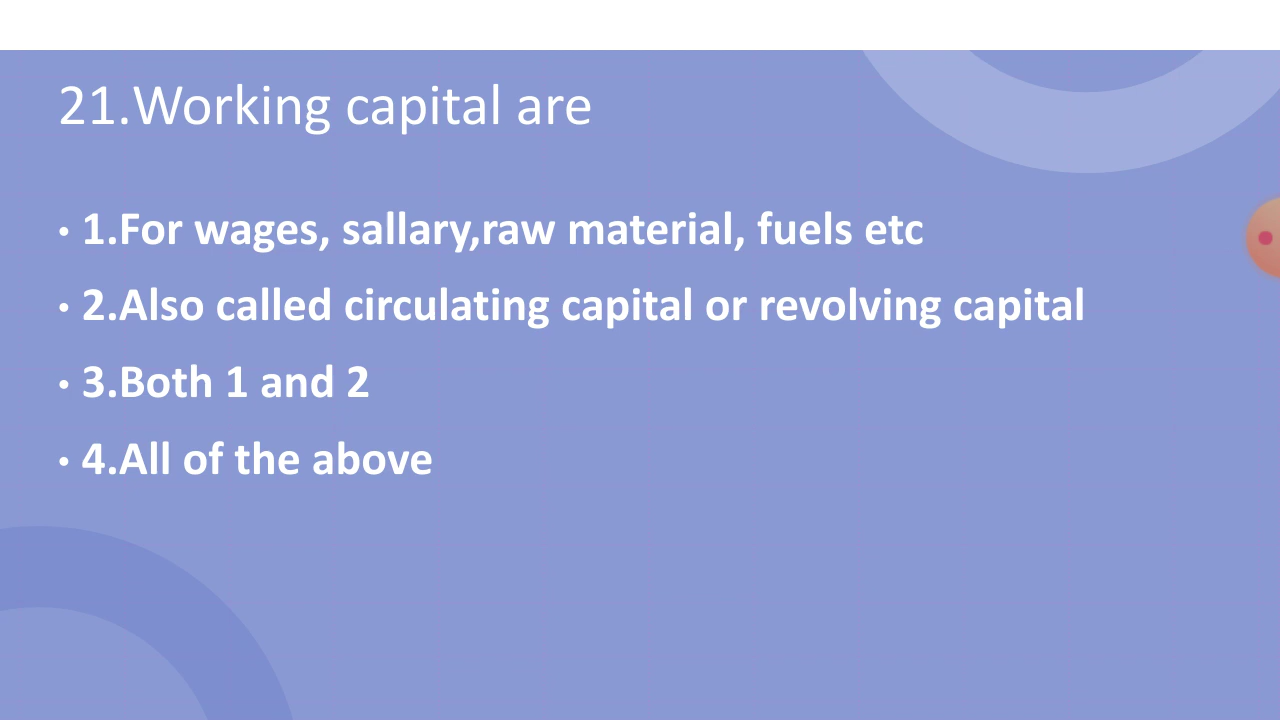 21.Working capital are
• 1.For wages, sallary,raw material, fuels etc
• 2.Also called circulating capital or revolving capital
• 3.Both 1 and 2
• 4.All of the above